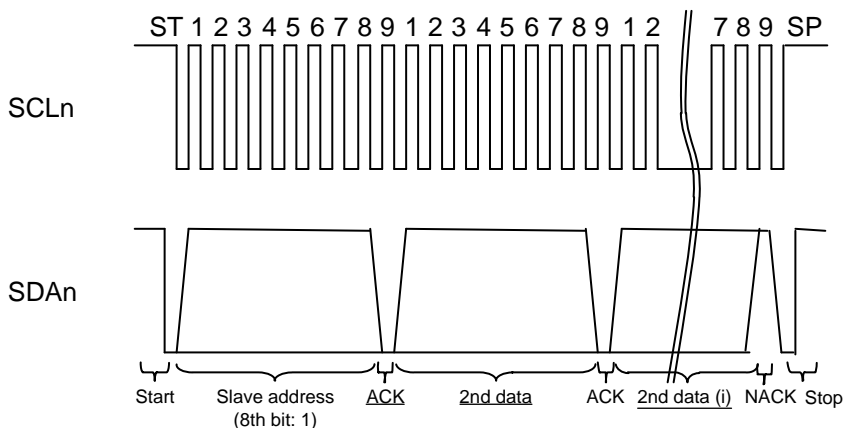 ST 1 2 3 4 5 6 7 8 9 1 2 3 4 5 6 7 8 9 1 2 7 8 9 SP
SCLn
SDAn
Start Slave address ACK 2nd data ACK 2nd data (i) NACK Stop
(8th bit: 1)